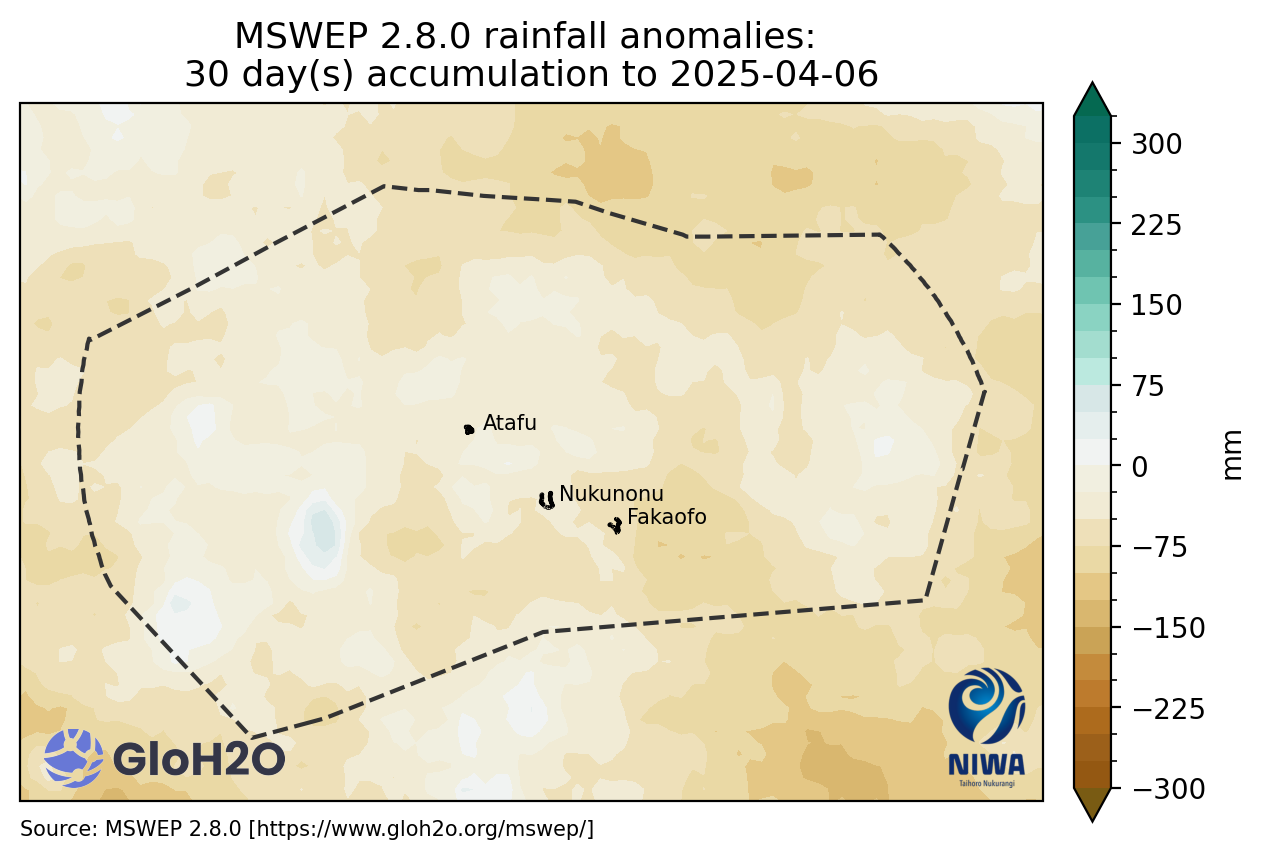 MSWEP 2.8.0 rainfall anomalies:
30 day(s) accumulation to 2025-04-06
300
225
150
75
0
−75
−150
−225
−300
mm
Atafu
Nukunonu
Fakaofo
GloH2O
NIWA
Taihoro Nukurangi
Source: MSWEP 2.8.0 [https://www.gloh2o.org/mswep/]